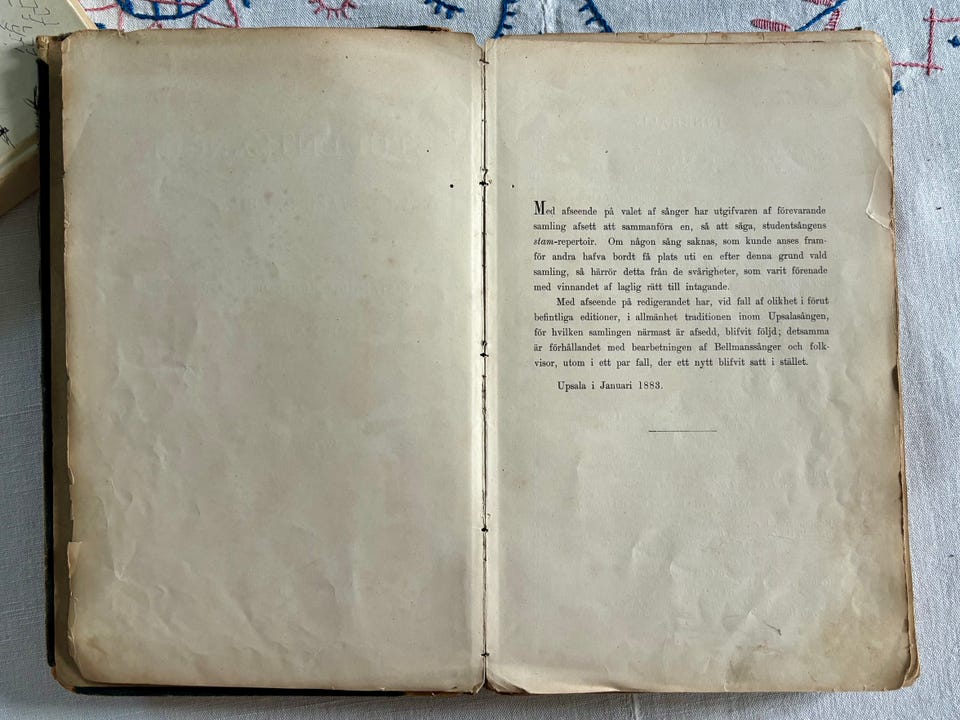 Med afseende på valet af sånger har utgifvaren af förevarande
samling afsett att sammanföra en, så att säga, studentsångens
stam-repertoir. Om någon sång saknas, som kunde anses fram-
för andra hafva bordt få plats uti en efter denna grund vald
samling, så härrör detta från de svårigheter, som varit förenade
med vinnandet af laglig rätt till intagande.
Med afseende på redigerandet har, vid fall af olikhet i förut
befintliga editioner, i allmänhet traditionen inom Upsalasången,
för hvilken samlingen närmast är afsedd, blifvit följd; detsamma
är förhållandet med bearbetningen af Bellmanssånger och folk-
visor, utom i ett par fall, der ett nytt blifvit satt i stället.
Upsala i Januari 1883.